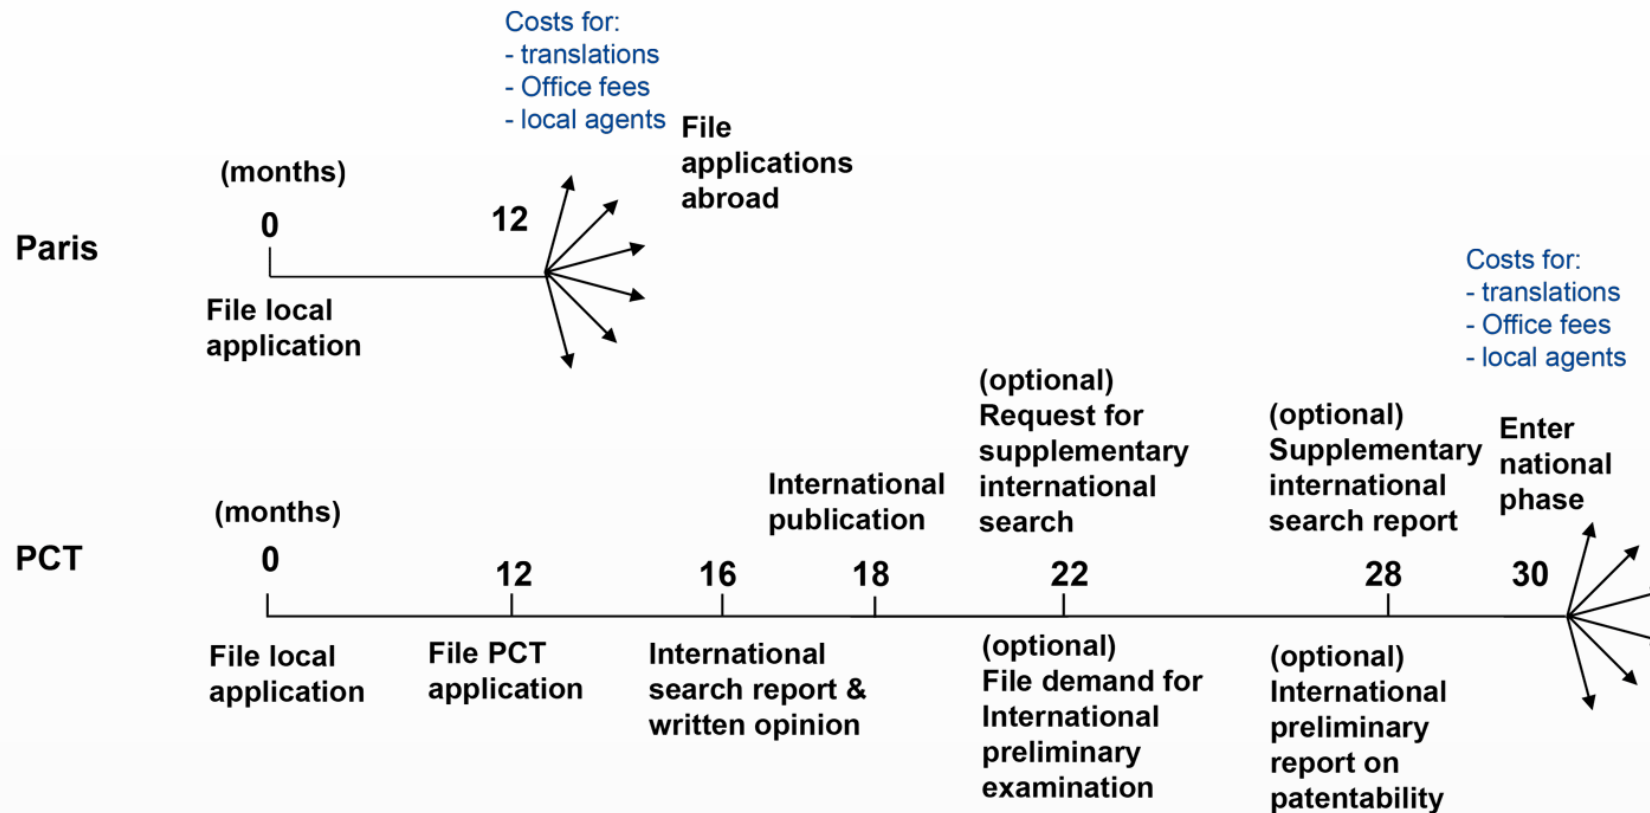 Costs for:
- translations
- Office fees
- local agents
File
applications
abroad
(months)
0
12
Paris
File local
application
Costs for:
- translations
- Office fees
- local agents
(optional)
Request for
supplementary
international
search
(optional)
Supplementary
international
search report
Enter
national
phase
International
publication
(months)
PCT
0
12
16
18
22
28
30
File local
application
File PCT
application
International
search report &
written opinion
(optional)
File demand for
International
preliminary
examination
(optional)
International
preliminary
report on
patentability